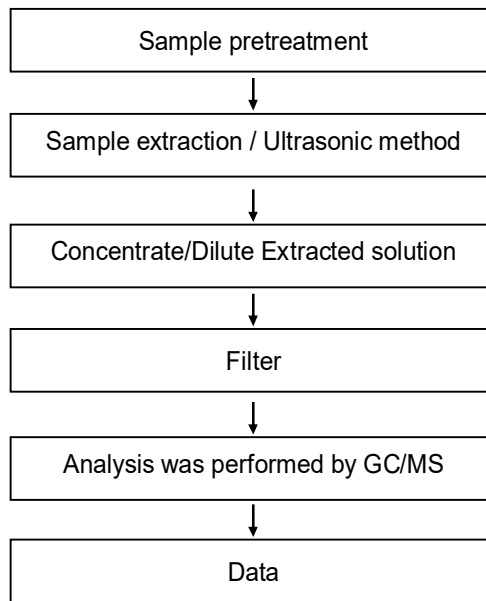 Sample pretreatment
Sample extraction / Ultrasonic method
Concentrate/Dilute Extracted solution
Filter
Analysis was performed by GC/MS
Data